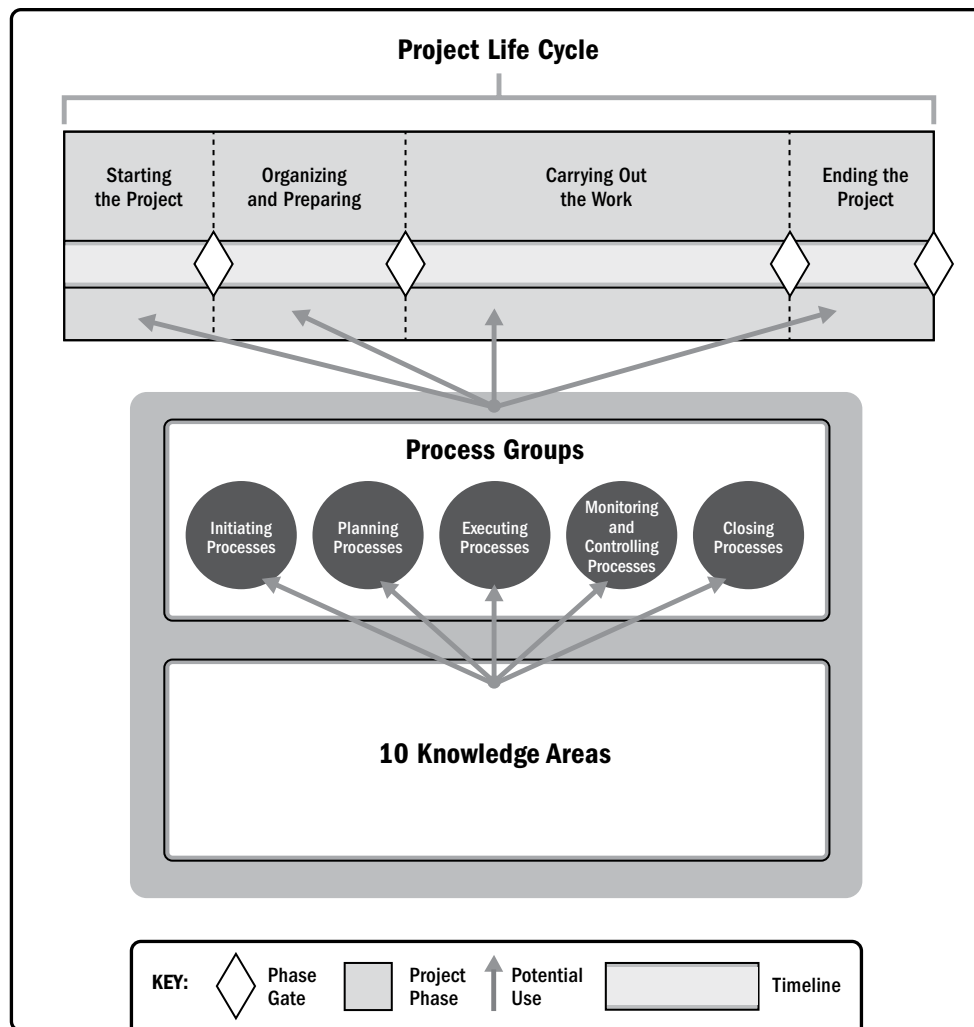 Project Life Cycle
Starting
the Project
Organizing
and Preparing
Carrying Out
the Work
Ending the
Project
Process Groups
Initiating
Processes
Planning
Processes
Executing
Processes
Monitoring
and
Controlling
Processes
Closing
Processes
10 Knowledge Areas
KEY:
Phase
Gate
Project
Phase
Potential
Use
Timeline